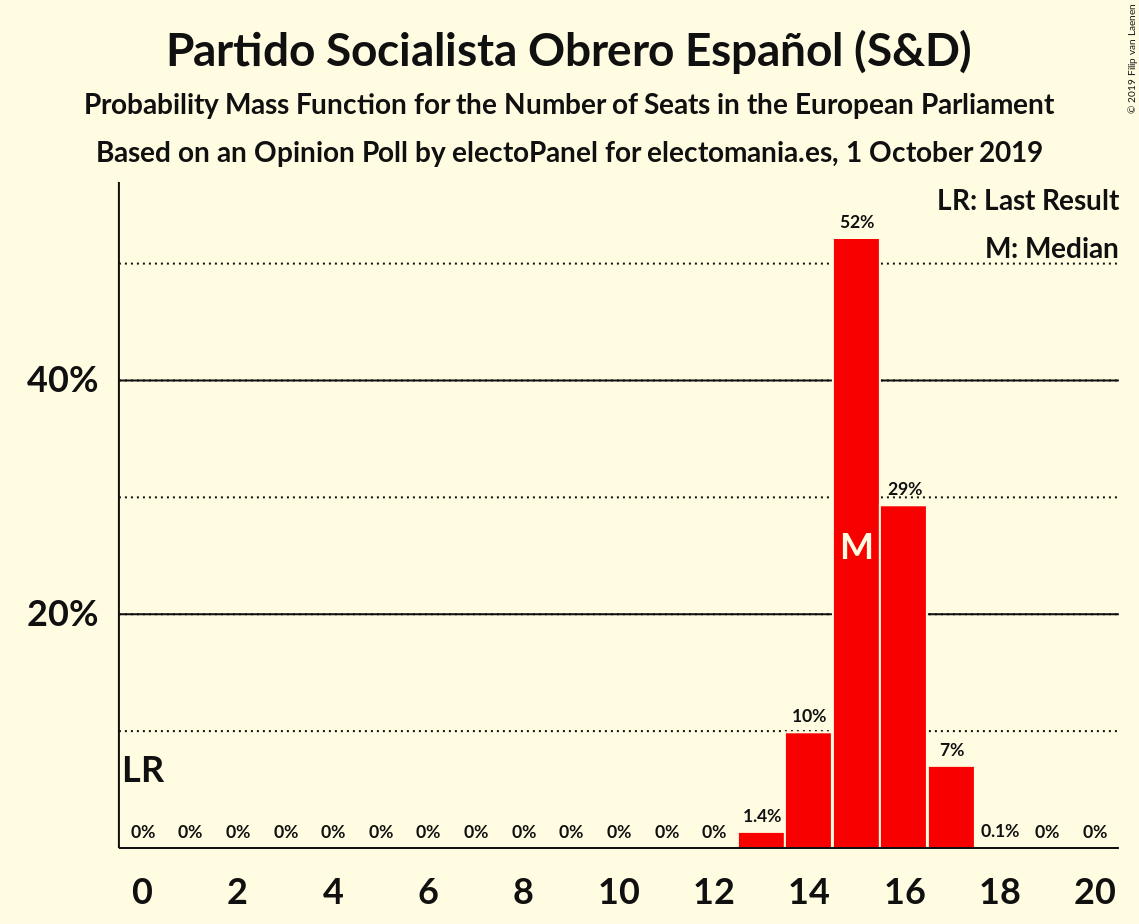 Partido Socialista Obrero Español (S&D)
Probability Mass Function for the Number of Seats in the European Parliament
Based on an Opinion Poll by electoPanel for electomania.es, 1 October 2019
© 2019 Filip van Laenen
LR: Last Result
M: Median
52%
40%
29%
M
20%
10%
7%
LR
1.4%
0% 0% 0% 0% 0% 0% 0% 0% 0% 0% 0% 0% 0% 0.1% 0% 0%
0 2 4 6 8 10 12 14 16 18 20